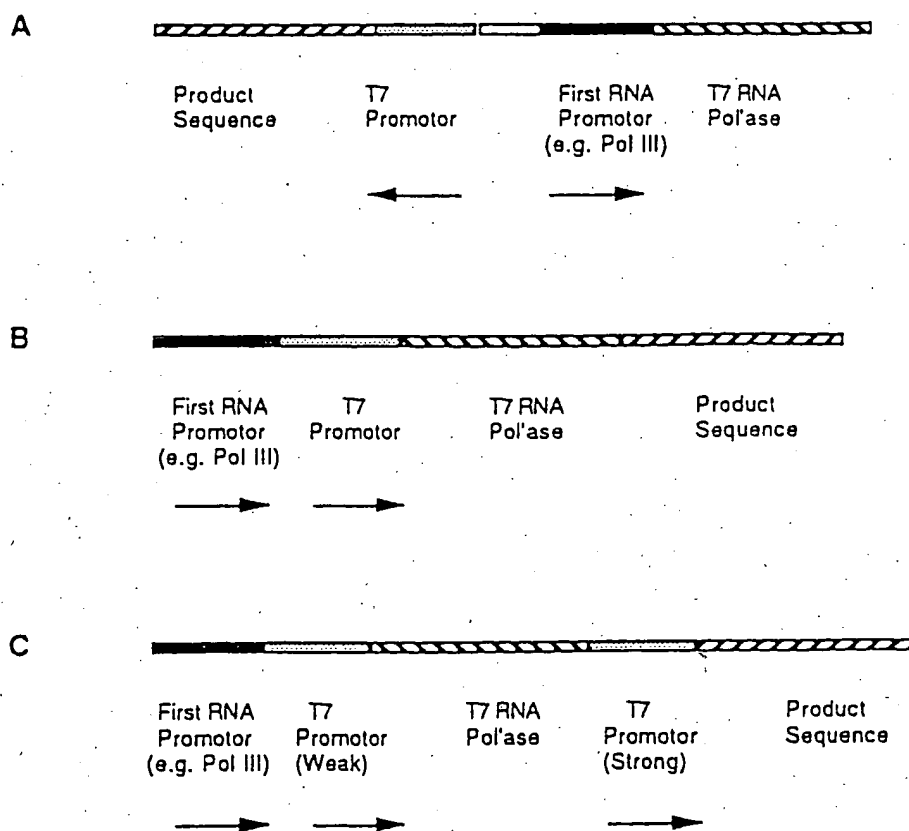 A
Product
Sequence
T7
Promotor
First RNA
Promotor
(e.g. Pol III)
T7 RNA
Pol'ase
B
First RNA
Promotor
(e.g. Pol III)
T7
Promotor
T7 RNA
Pol'ase
Product
Sequence
C
First RNA
Promotor
(e.g. Pol III)
T7
Promotor
(Weak)
T7 RNA
Pol'ase
T7
Promotor
(Strong)
Product
Sequence